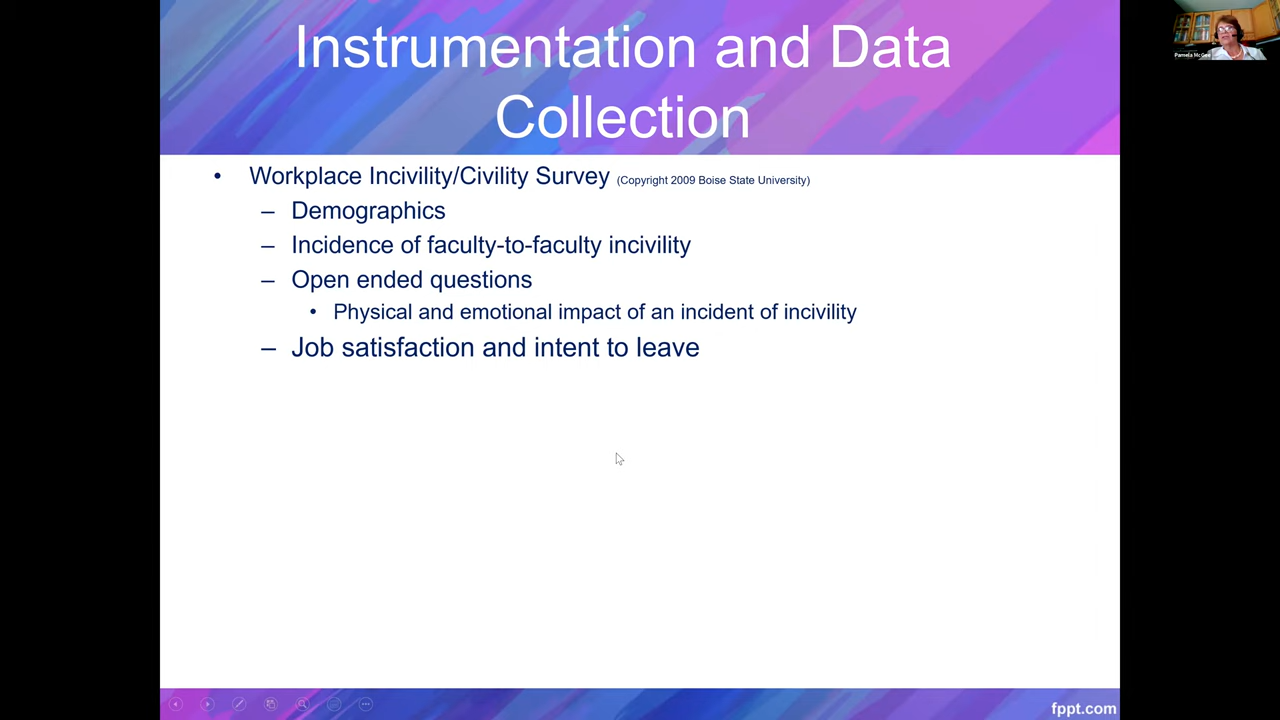 Instrumentation and Data
Collection
Pamela McGee
• Workplace Incivility/Civility Survey (Copyright 2009 Boise State University)
– Demographics
– Incidence of faculty-to-faculty incivility
– Open ended questions
• Physical and emotional impact of an incident of incivility
– Job satisfaction and intent to leave
fppt.com